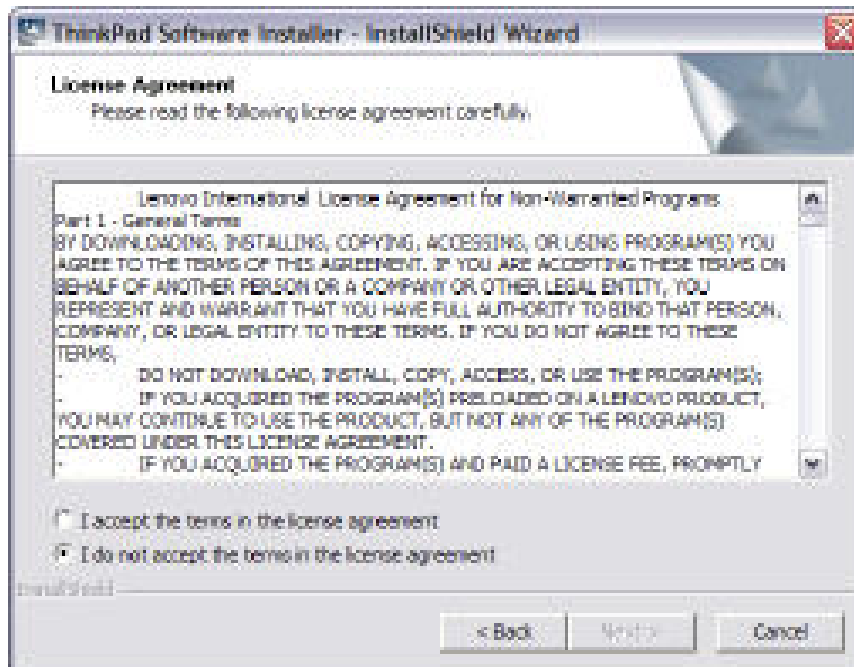 ThinkPad Software Installer - InstallShield Wizard
License Agreement
Please read the following license agreement carefully.
Lenovo International License Agreement for Non-Warranted Programs
Part 1 - General Terms
BY DOWNLOADING, INSTALLING, COPYING, ACCESSING, OR USING PROGRAM(S) YOU
AGREE TO THE TERMS OF THIS AGREEMENT. IF YOU ARE ACCEPTING THESE TERMS ON
BEHALF OF ANOTHER PERSON OR A COMPANY OR OTHER LEGAL ENTITY, YOU
REPRESENT AND WARRANT THAT YOU HAVE FULL AUTHORITY TO BIND THAT PERSON,
COMPANY, OR LEGAL ENTITY TO THESE TERMS. IF YOU DO NOT AGREE TO THESE
TERMS,
- DO NOT DOWNLOAD, INSTALL, COPY, ACCESS, OR USE THE PROGRAM(S);
- IF YOU ACQUIRED THE PROGRAM(S) PRELOADED ON A LENOVO PRODUCT,
YOU MAY CONTINUE TO USE THE PRODUCT, BUT NOT ANY OF THE PROGRAM(S)
COVERED UNDER THIS LICENSE AGREEMENT.
- IF YOU ACQUIRED THE PROGRAM(S) AND PAID A LICENSE FEE, PROMPTLY
I accept the terms in the license agreement
I do not accept the terms in the license agreement
InstallShield
< Back Next > Cancel